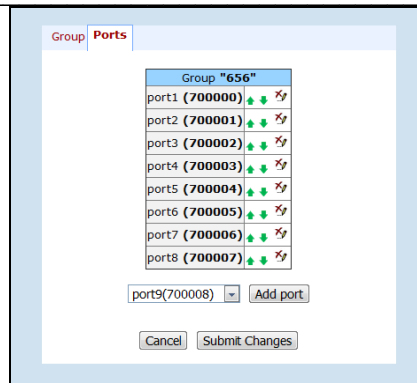 Group Ports
Group "656"
port1 (700000)
port2 (700001)
port3 (700002)
port4 (700003)
port5 (700004)
port6 (700005)
port7 (700006)
port8 (700007)
port9(700008) Add port
Cancel Submit Changes